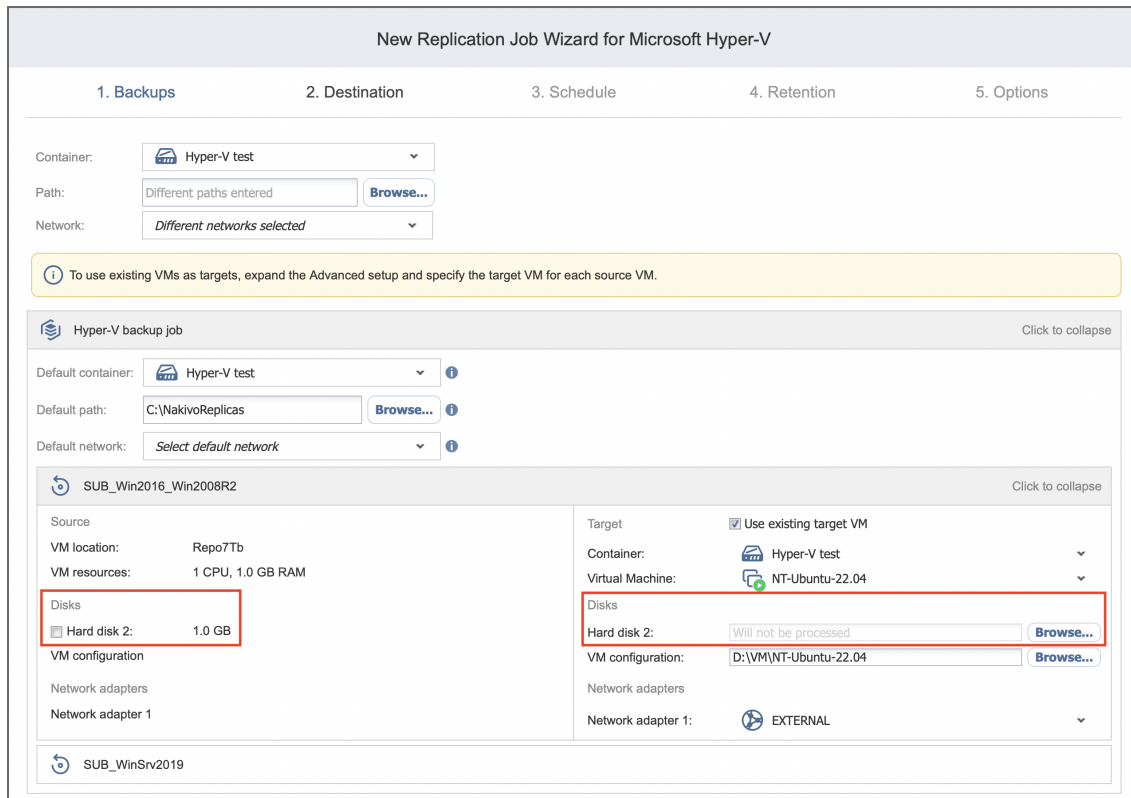 New Replication Job Wizard for Microsoft Hyper-V
1. Backups 2. Destination 3. Schedule 4. Retention 5. Options
Container: Hyper-V test
Path: Different paths entered Browse...
Network: Different networks selected
To use existing VMs as targets, expand the Advanced setup and specify the target VM for each source VM.
Hyper-V backup job Click to collapse
Default container: Hyper-V test
Default path: C:\NakivoReplicas Browse...
Default network: Select default network
SUB_Win2016_Win2008R2 Click to collapse
Source
VM location: Repo7Tb
VM resources: 1 CPU, 1.0 GB RAM
Disks
Hard disk 2: 1.0 GB
VM configuration
Network adapters
Network adapter 1
Target Use existing target VM
Container: Hyper-V test
Virtual Machine: NT-Ubuntu-22.04
Disks
Hard disk 2: Will not be processed Browse...
VM configuration: D:\VM\NT-Ubuntu-22.04 Browse...
Network adapters
Network adapter 1: EXTERNAL
SUB_WinSrv2019